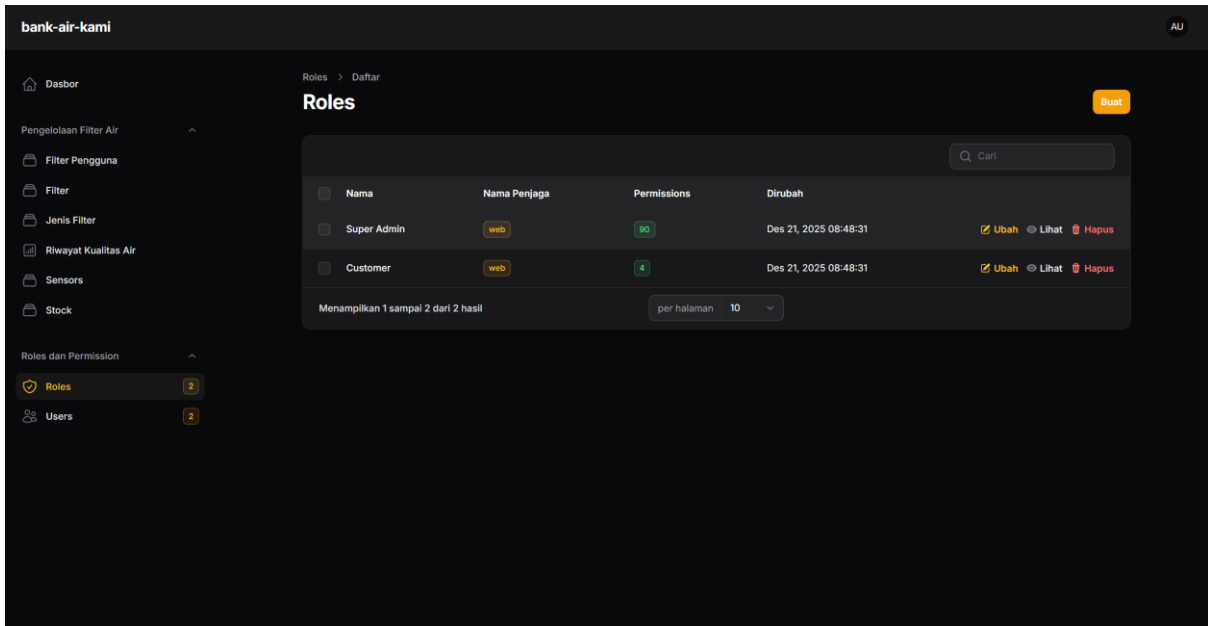 bank-air-kami
AU
Dasbor
Pengelolaan Filter Air
Filter Pengguna
Filter
Jenis Filter
Riwayat Kualitas Air
Sensors
Stock
Roles dan Permission
Roles 2
Users 2
Roles > Daftar
Roles
Buat
Cari
Nama Nama Penjaga Permissions Dirubah
Super Admin web 90 Des 21, 2025 08:48:31 Ubah Lihat Hapus
Customer web 4 Des 21, 2025 08:48:31 Ubah Lihat Hapus
Menampilkan 1 sampai 2 dari 2 hasil per halaman 10